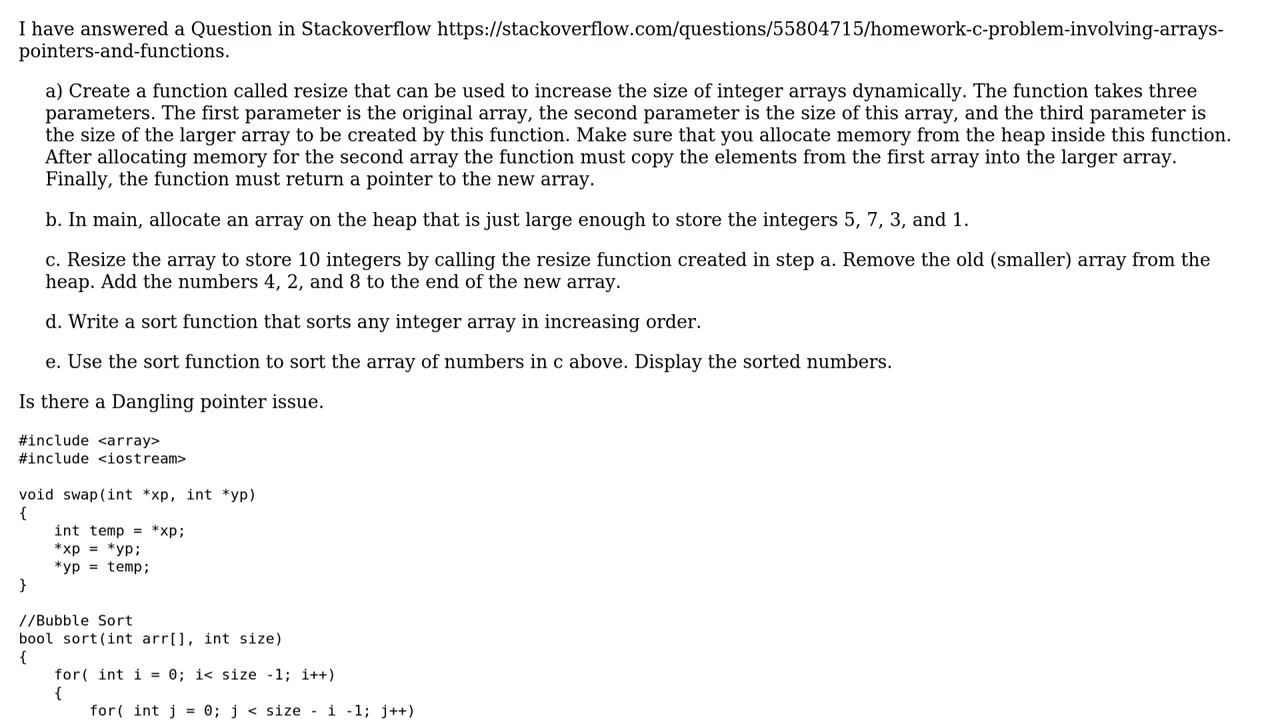 I have answered a Question in Stackoverflow https://stackoverflow.com/questions/55804715/homework-c-problem-involving-arrays-
pointers-and-functions.
a) Create a function called resize that can be used to increase the size of integer arrays dynamically. The function takes three
parameters. The first parameter is the original array, the second parameter is the size of this array, and the third parameter is
the size of the larger array to be created by this function. Make sure that you allocate memory from the heap inside this function.
After allocating memory for the second array the function must copy the elements from the first array into the larger array.
Finally, the function must return a pointer to the new array.
b. In main, allocate an array on the heap that is just large enough to store the integers 5, 7, 3, and 1.
c. Resize the array to store 10 integers by calling the resize function created in step a. Remove the old (smaller) array from the
heap. Add the numbers 4, 2, and 8 to the end of the new array.
d. Write a sort function that sorts any integer array in increasing order.
e. Use the sort function to sort the array of numbers in c above. Display the sorted numbers.
Is there a Dangling pointer issue.
#include <array>
#include <iostream>
void swap(int *xp, int *yp)
{
    int temp = *xp;
    *xp = *yp;
    *yp = temp;
}
//Bubble Sort
bool sort(int arr[], int size)
{
    for( int i = 0; i< size -1; i++)
    {
        for( int j = 0; j < size - i -1; j++)